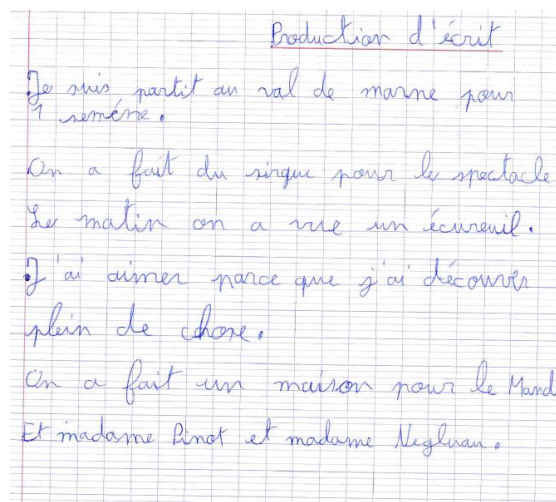 Production d'écrit
Je suis partit au val de marne pour
1 seméne.
On a fait du sirque pour le spectacle
Le matin on a vue un écureuil.
J'ai aimer parce que j'ai découver
plein de chose.
On a fait un maison pour le Mand
Et madame Pinot et madame Negluau.